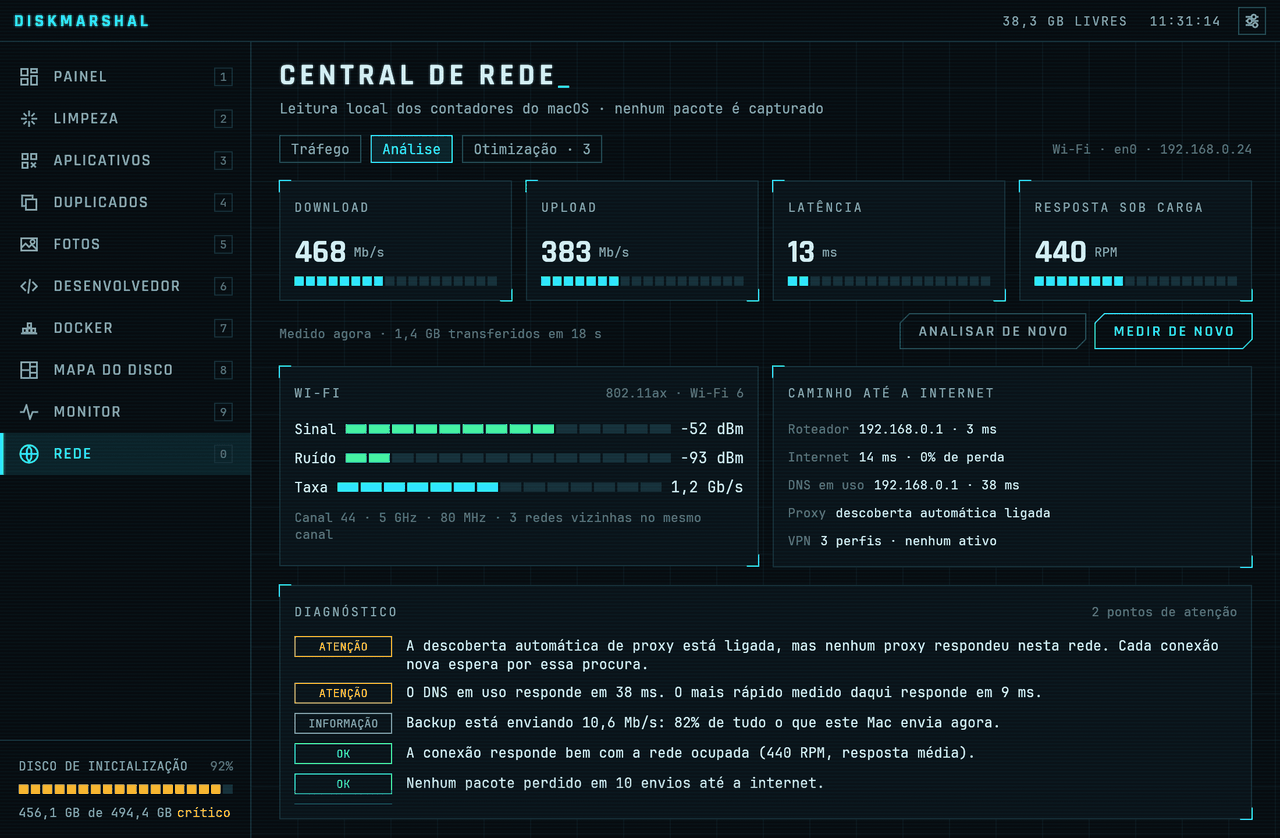 DISKMARSHAL
38,3 GB LIVRES 11:31:14
PAINEL 1
LIMPEZA 2
APLICATIVOS 3
DUPLICADOS 4
FOTOS 5
DESENVOLVEDOR 6
DOCKER 7
MAPA DO DISCO 8
MONITOR 9
REDE 0
DISCO DE INICIALIZAÇÃO 92%
456,1 GB de 494,4 GB crítico
CENTRAL DE REDE_
Leitura local dos contadores do macOS · nenhum pacote é capturado
Tráfego Análise Otimização · 3
Wi-Fi · en0 · 192.168.0.24
DOWNLOAD
468 Mb/s
UPLOAD
383 Mb/s
LATÊNCIA
13 ms
RESPOSTA SOB CARGA
440 RPM
Medido agora · 1,4 GB transferidos em 18 s
ANALISAR DE NOVO
MEDIR DE NOVO
WI-FI 802.11ax · Wi-Fi 6
Sinal -52 dBm
Ruído -93 dBm
Taxa 1,2 Gb/s
Canal 44 · 5 GHz · 80 MHz · 3 redes vizinhas no mesmo
canal
CAMINHO ATÉ A INTERNET
Roteador 192.168.0.1 · 3 ms
Internet 14 ms · 0% de perda
DNS em uso 192.168.0.1 · 38 ms
Proxy descoberta automática ligada
VPN 3 perfis · nenhum ativo
DIAGNÓSTICO 2 pontos de atenção
ATENÇÃO A descoberta automática de proxy está ligada, mas nenhum proxy respondeu nesta rede. Cada conexão
nova espera por essa procura.
ATENÇÃO O DNS em uso responde em 38 ms. O mais rápido medido daqui responde em 9 ms.
INFORMAÇÃO Backup está enviando 10,6 Mb/s: 82% de tudo o que este Mac envia agora.
OK A conexão responde bem com a rede ocupada (440 RPM, resposta média).
OK Nenhum pacote perdido em 10 envios até a internet.